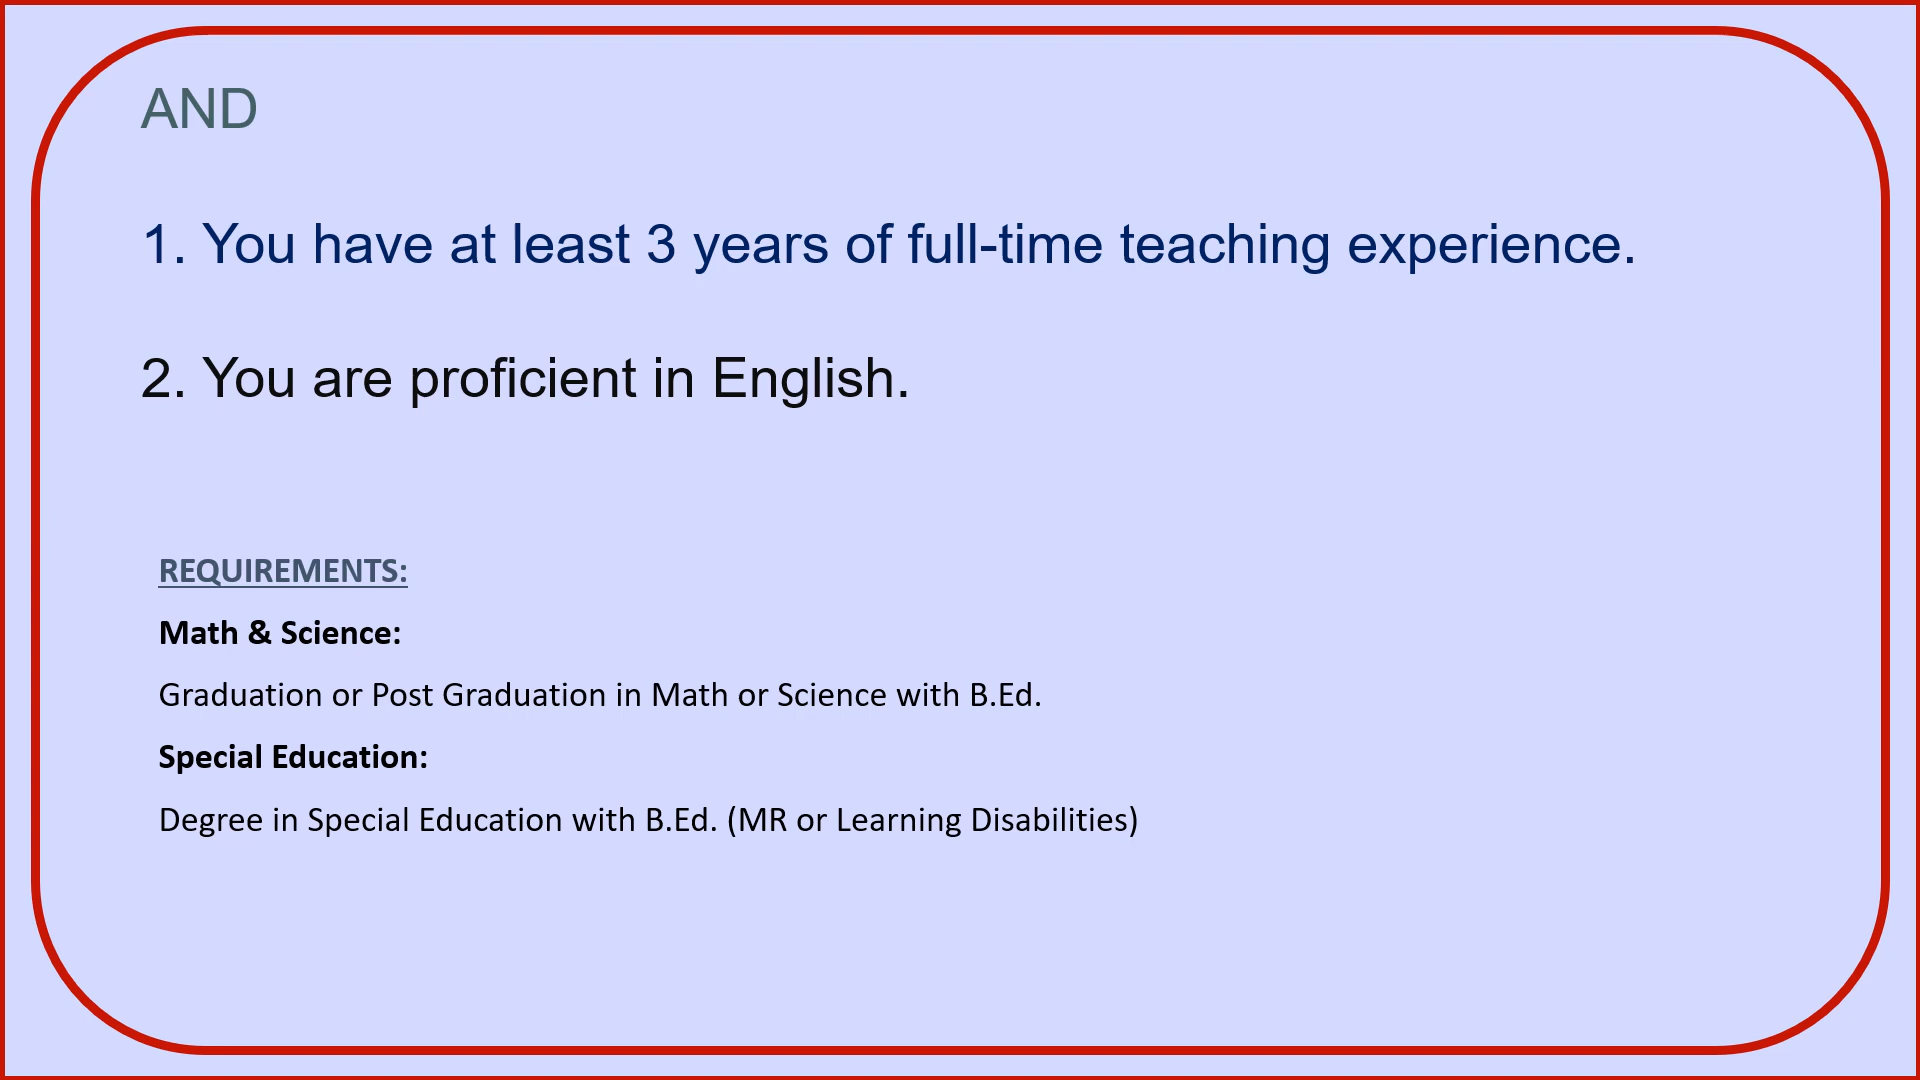 AND
1. You have at least 3 years of full-time teaching experience.
2. You are proficient in English.
REQUIREMENTS:
Math & Science:
Graduation or Post Graduation in Math or Science with B.Ed.
Special Education:
Degree in Special Education with B.Ed. (MR or Learning Disabilities)